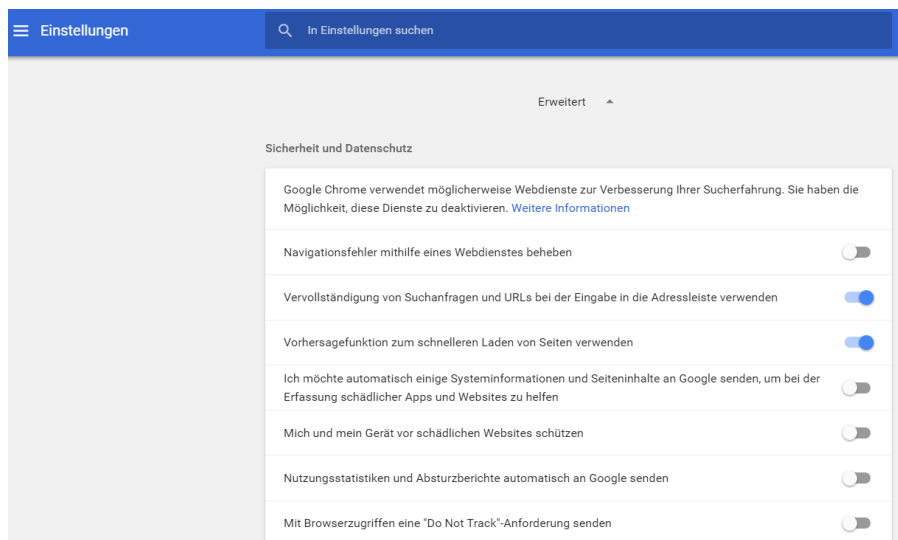 Einstellungen
In Einstellungen suchen
Erweitert
Sicherheit und Datenschutz
Google Chrome verwendet möglicherweise Webdienste zur Verbesserung Ihrer Sucherfahrung. Sie haben die
Möglichkeit, diese Dienste zu deaktivieren. Weitere Informationen
Navigationsfehler mithilfe eines Webdienstes beheben
Vervollständigung von Suchanfragen und URLs bei der Eingabe in die Adressleiste verwenden
Vorhersagefunktion zum schnelleren Laden von Seiten verwenden
Ich möchte automatisch einige Systeminformationen und Seiteninhalte an Google senden, um bei der
Erfassung schädlicher Apps und Websites zu helfen
Mich und mein Gerät vor schädlichen Websites schützen
Nutzungsstatistiken und Absturzberichte automatisch an Google senden
Mit Browserzugriffen eine "Do Not Track"-Anforderung senden